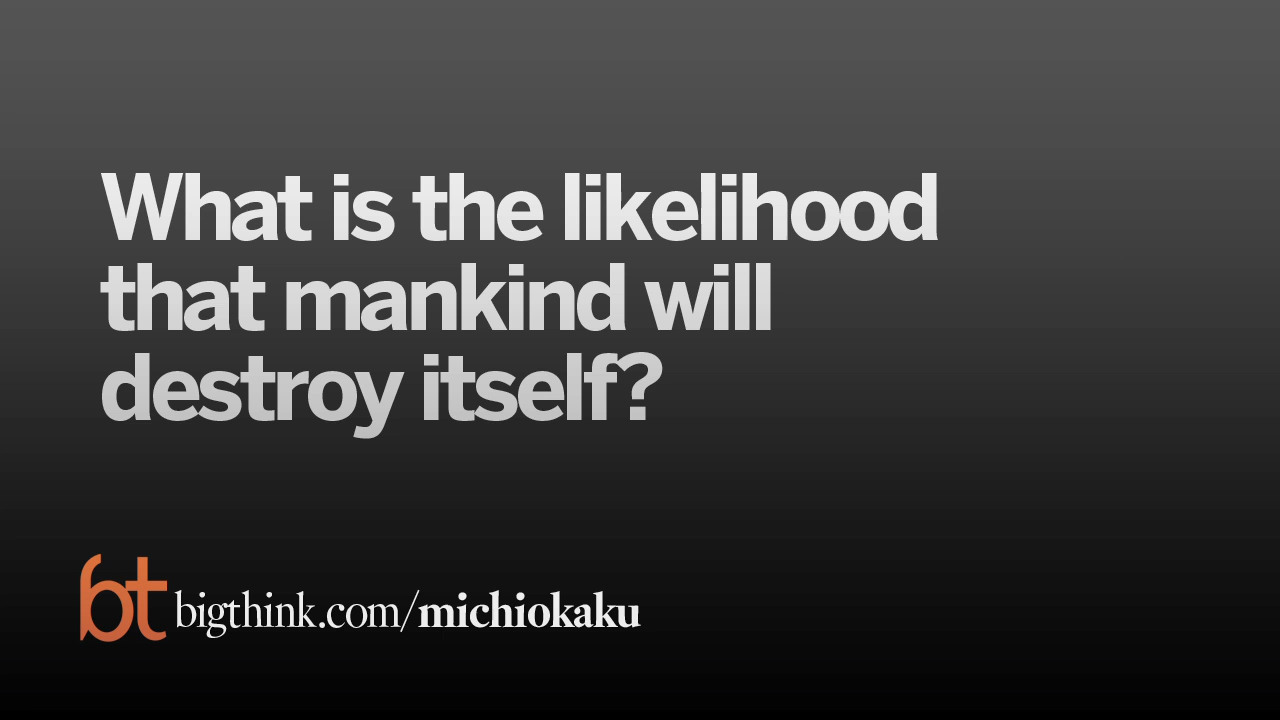 What is the likelihood
that mankind will
destroy itself?
bt bigthink.com/michiokaku